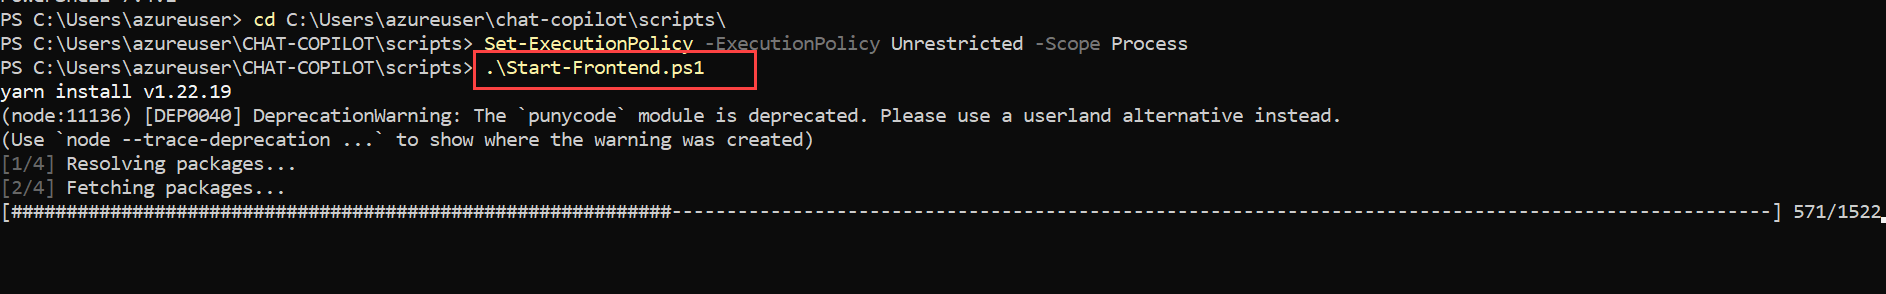 PS C:\Users\azureuser> cd C:\Users\azureuser\chat-copilot\scripts\
PS C:\Users\azureuser\CHAT-COPILOT\scripts> Set-ExecutionPolicy -ExecutionPolicy Unrestricted -Scope Process
PS C:\Users\azureuser\CHAT-COPILOT\scripts> .\Start-Frontend.ps1
yarn install v1.22.19
(node:11136) [DEP0040] DeprecationWarning: The `punycode` module is deprecated. Please use a userland alternative instead.
(Use `node --trace-deprecation ...` to show where the warning was created)
[1/4] Resolving packages...
[2/4] Fetching packages...
[############################################################----------------------------------------------------------------------------------------------------] 571/1522